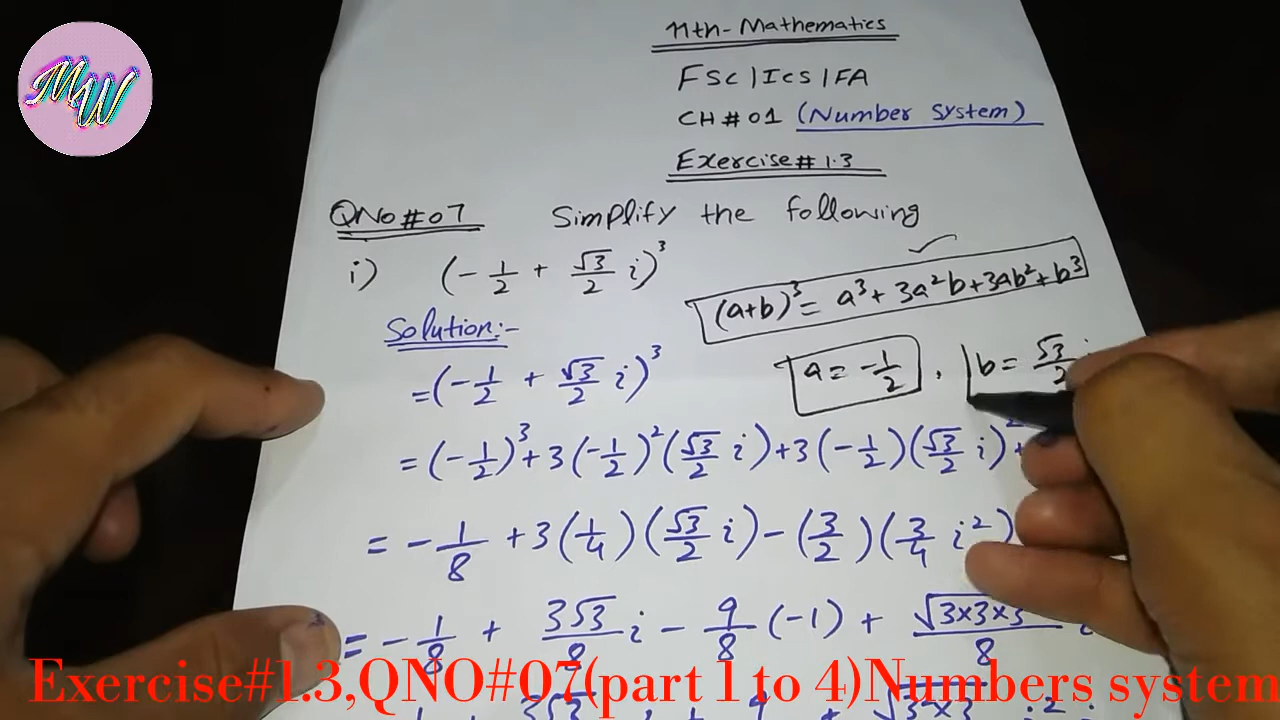 MW
11th-Mathematics
FSC | ICS | FA
CH # 01 (Number System)
Exercise # 1.3
QNO # 07 Simplify the following
i) (-1/2 + √3/2 i)³
(a+b)³ = a³ + 3a²b + 3ab² + b³
Solution:-
= (-1/2 + √3/2 i)³
a = -1/2 , b = √3/2
= (-1/2)³ + 3(-1/2)²(√3/2 i) + 3(-1/2)(√3/2 i)² +
= -1/8 + 3(1/4)(√3/2 i) - (3/2)(3/4 i²)
= -1/8 + 3√3/8 i - 9/8 (-1) + √3×3×3/8 i
Exercise#1.3,QNO#07(part 1 to 4)Numbers system